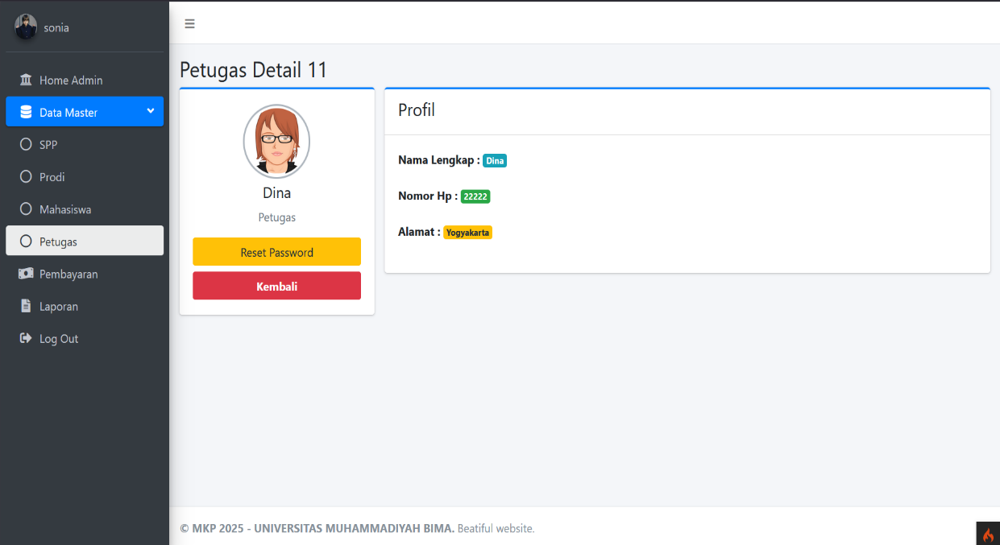 sonia
Home Admin
Data Master
SPP
Prodi
Mahasiswa
Petugas
Pembayaran
Laporan
Log Out
Petugas Detail 11
Dina
Petugas
Reset Password
Kembali
Profil
Nama Lengkap : Dina
Nomor Hp : 22222
Alamat : Yogyakarta
© MKP 2025 - UNIVERSITAS MUHAMMADIYAH BIMA. Beatiful website.